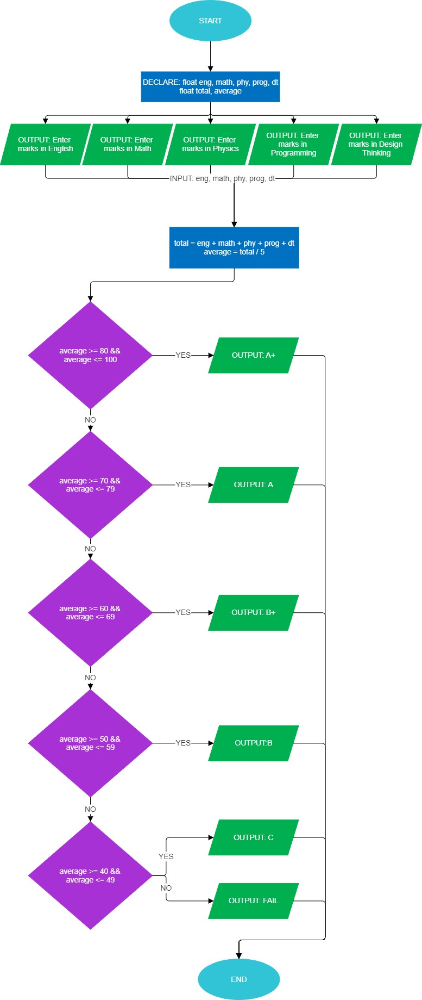 START
DECLARE: float eng, math, phy, prog, dt
float total, average
OUTPUT: Enter
marks in English
OUTPUT: Enter
marks in Math
OUTPUT: Enter
marks in Physics
OUTPUT: Enter
marks in
Programming
OUTPUT: Enter
marks in Design
Thinking
INPUT: eng, math, phy, prog, dt
total = eng + math + phy + prog + dt
average = total / 5
average >= 80 &&
average <= 100
YES
OUTPUT: A+
NO
average >= 70 &&
average <= 79
YES
OUTPUT: A
NO
average >= 60 &&
average <= 69
YES
OUTPUT: B+
NO
average >= 50 &&
average <= 59
YES
OUTPUT:B
NO
average >= 40 &&
average <= 49
YES
OUTPUT: C
NO
OUTPUT: FAIL
END